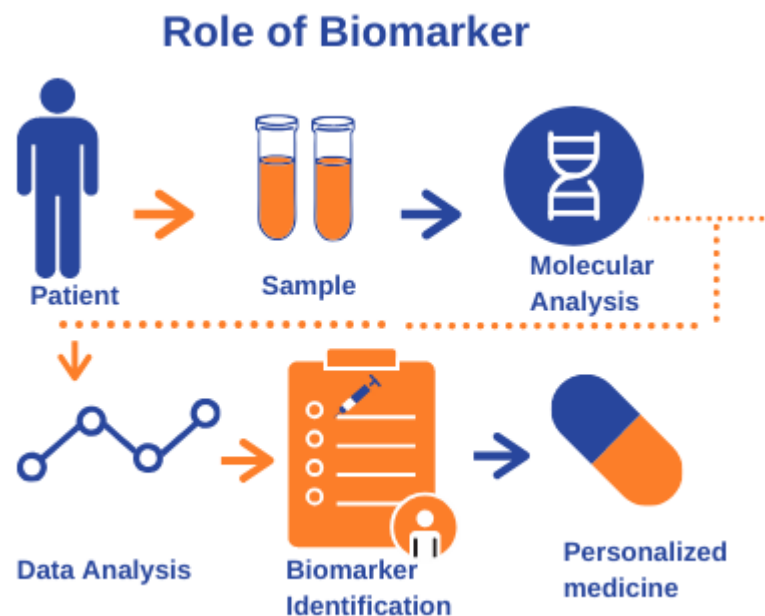 Role of Biomarker
Patient
Sample
Molecular
Analysis
Data Analysis
Biomarker
Identification
Personalized
medicine